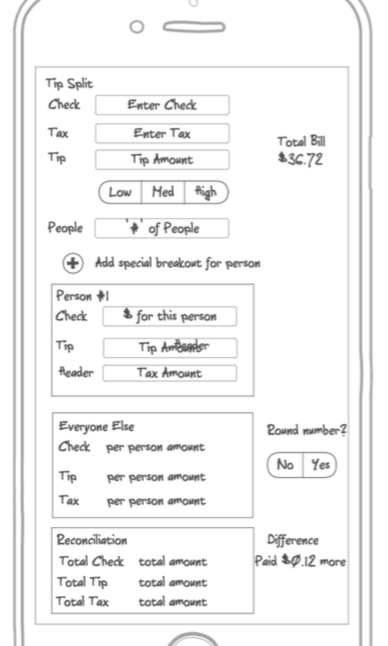 Tip Split
Check Enter Check
Tax Enter Tax
Tip Tip Amount
Total Bill
$36.72
Low Med High
People '#' of People
+ Add special breakout for person
Person #1
Check $ for this person
Tip Tip Amount
Header
Header Tax Amount
Everyone Else
Check per person amount
Tip per person amount
Tax per person amount
Round number?
No Yes
Reconciliation
Total Check total amount
Total Tip total amount
Total Tax total amount
Difference
Paid $0.12 more